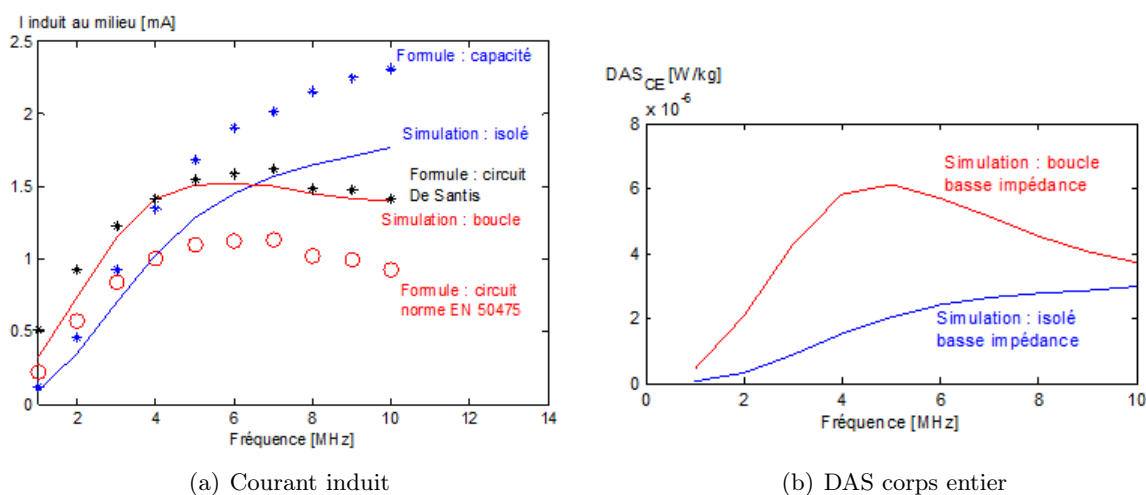 I induit au milieu [mA]
2.5
2
1.5
1
0.5
0
2
4
6
8
10
12
14
Fréquence [MHz]
Formule : capacité
Simulation : isolé
Formule : circuit
De Santis
Simulation : boucle
Formule : circuit
norme EN 50475
(a) Courant induit
DAS_CE [W/kg]
x 10^-6
8
6
4
2
0
0
2
4
6
8
10
Fréquence [MHz]
Simulation : boucle
basse impédance
Simulation : isolé
basse impédance
(b) DAS corps entier